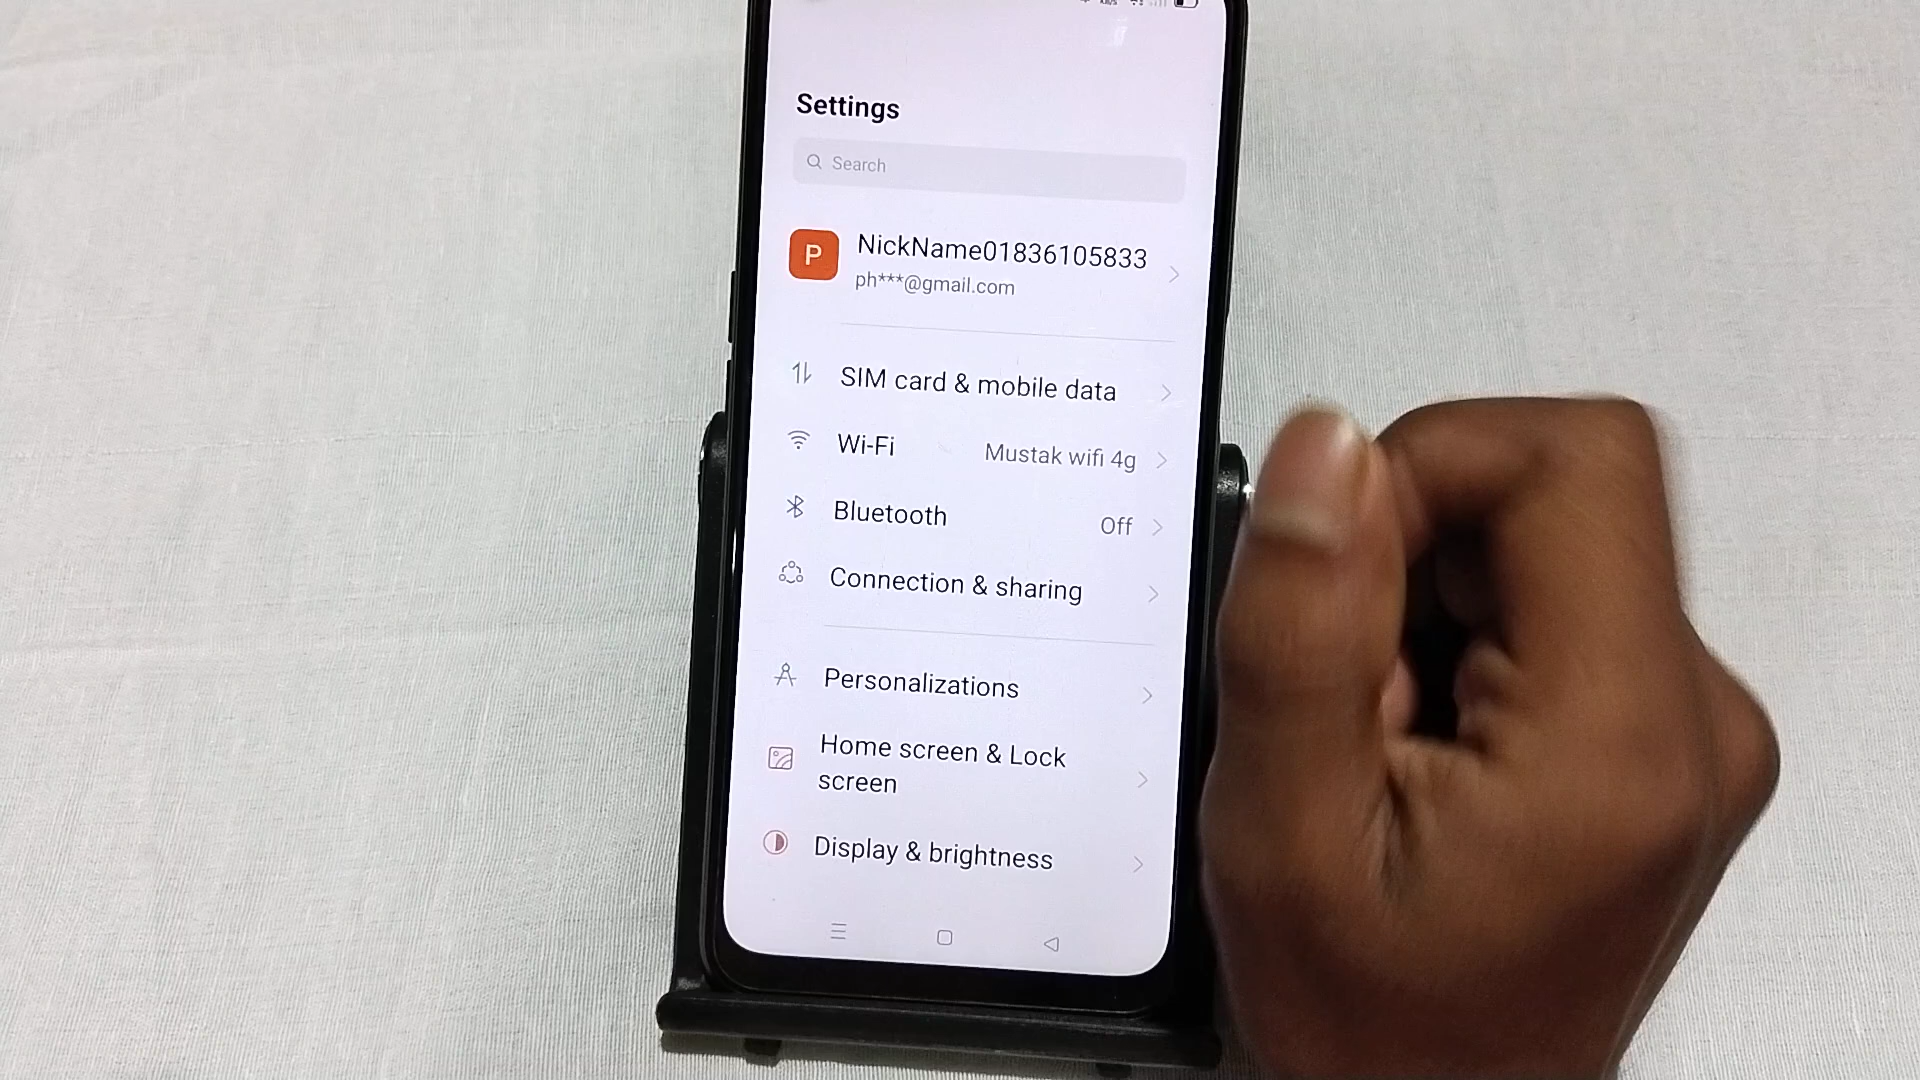 Settings
Search
P
NickName01836105833
ph***@gmail.com
SIM card & mobile data
Wi-Fi Mustak wifi 4g
Bluetooth Off
Connection & sharing
Personalizations
Home screen & Lock
screen
Display & brightness